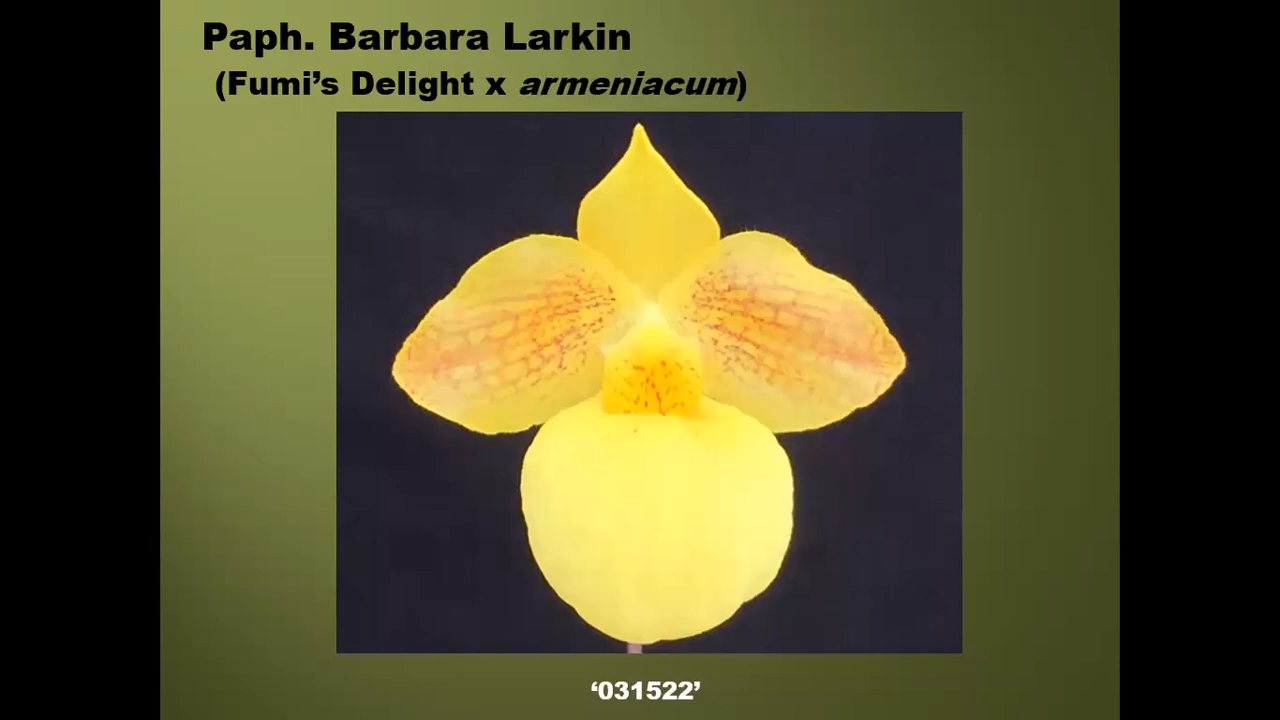 Paph. Barbara Larkin
(Fumi’s Delight x armeniacum)
‘031522’